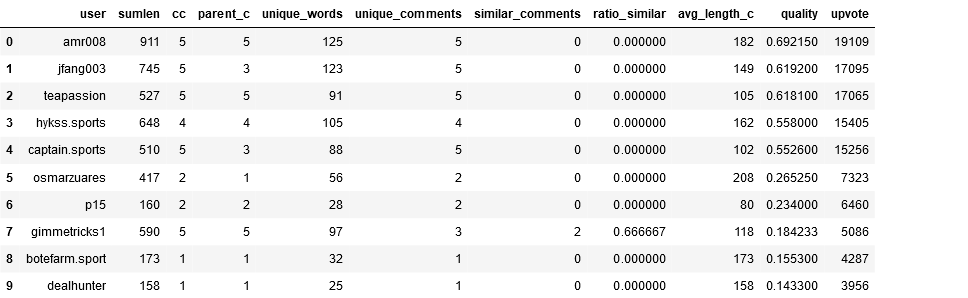 user sumlen cc parent_c unique_words unique_comments similar_comments ratio_similar avg_length_c quality upvote
0 amr008 911 5 5 125 5 0 0.000000 182 0.692150 19109
1 jfang003 745 5 3 123 5 0 0.000000 149 0.619200 17095
2 teapassion 527 5 5 91 5 0 0.000000 105 0.618100 17065
3 hykss.sports 648 4 4 105 4 0 0.000000 162 0.558000 15405
4 captain.sports 510 5 3 88 5 0 0.000000 102 0.552600 15256
5 osmarzuares 417 2 1 56 2 0 0.000000 208 0.265250 7323
6 p15 160 2 2 28 2 0 0.000000 80 0.234000 6460
7 gimmetricks1 590 5 5 97 3 2 0.666667 118 0.184233 5086
8 botefarm.sport 173 1 1 32 1 0 0.000000 173 0.155300 4287
9 dealhunter 158 1 1 25 1 0 0.000000 158 0.143300 3956